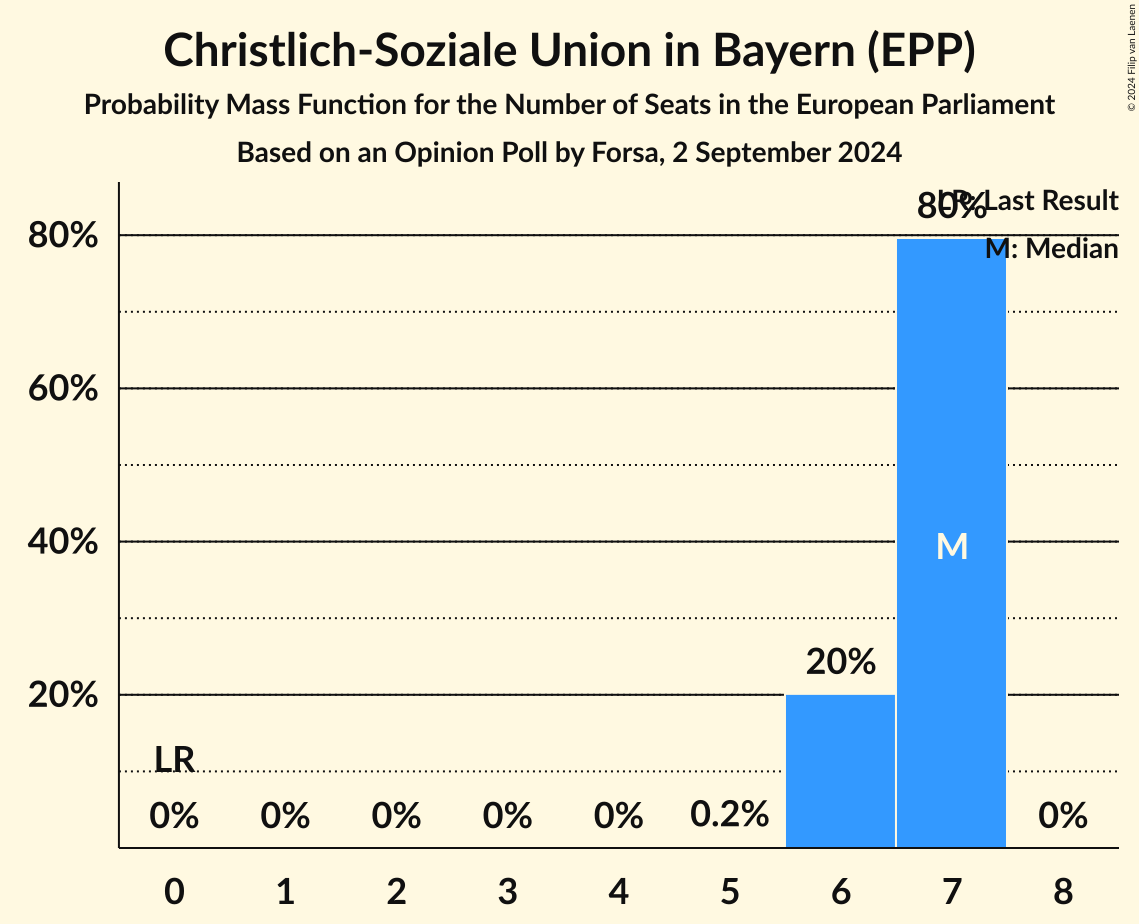 Christlich-Soziale Union in Bayern (EPP)
Probability Mass Function for the Number of Seats in the European Parliament
Based on an Opinion Poll by Forsa, 2 September 2024
© 2024 Filip van Laenen
LR: Last Result
M: Median
80%
80%
60%
40%
20%
M
20%
LR
0%
0%
0%
0%
0%
0.2%
0%
0 1 2 3 4 5 6 7 8